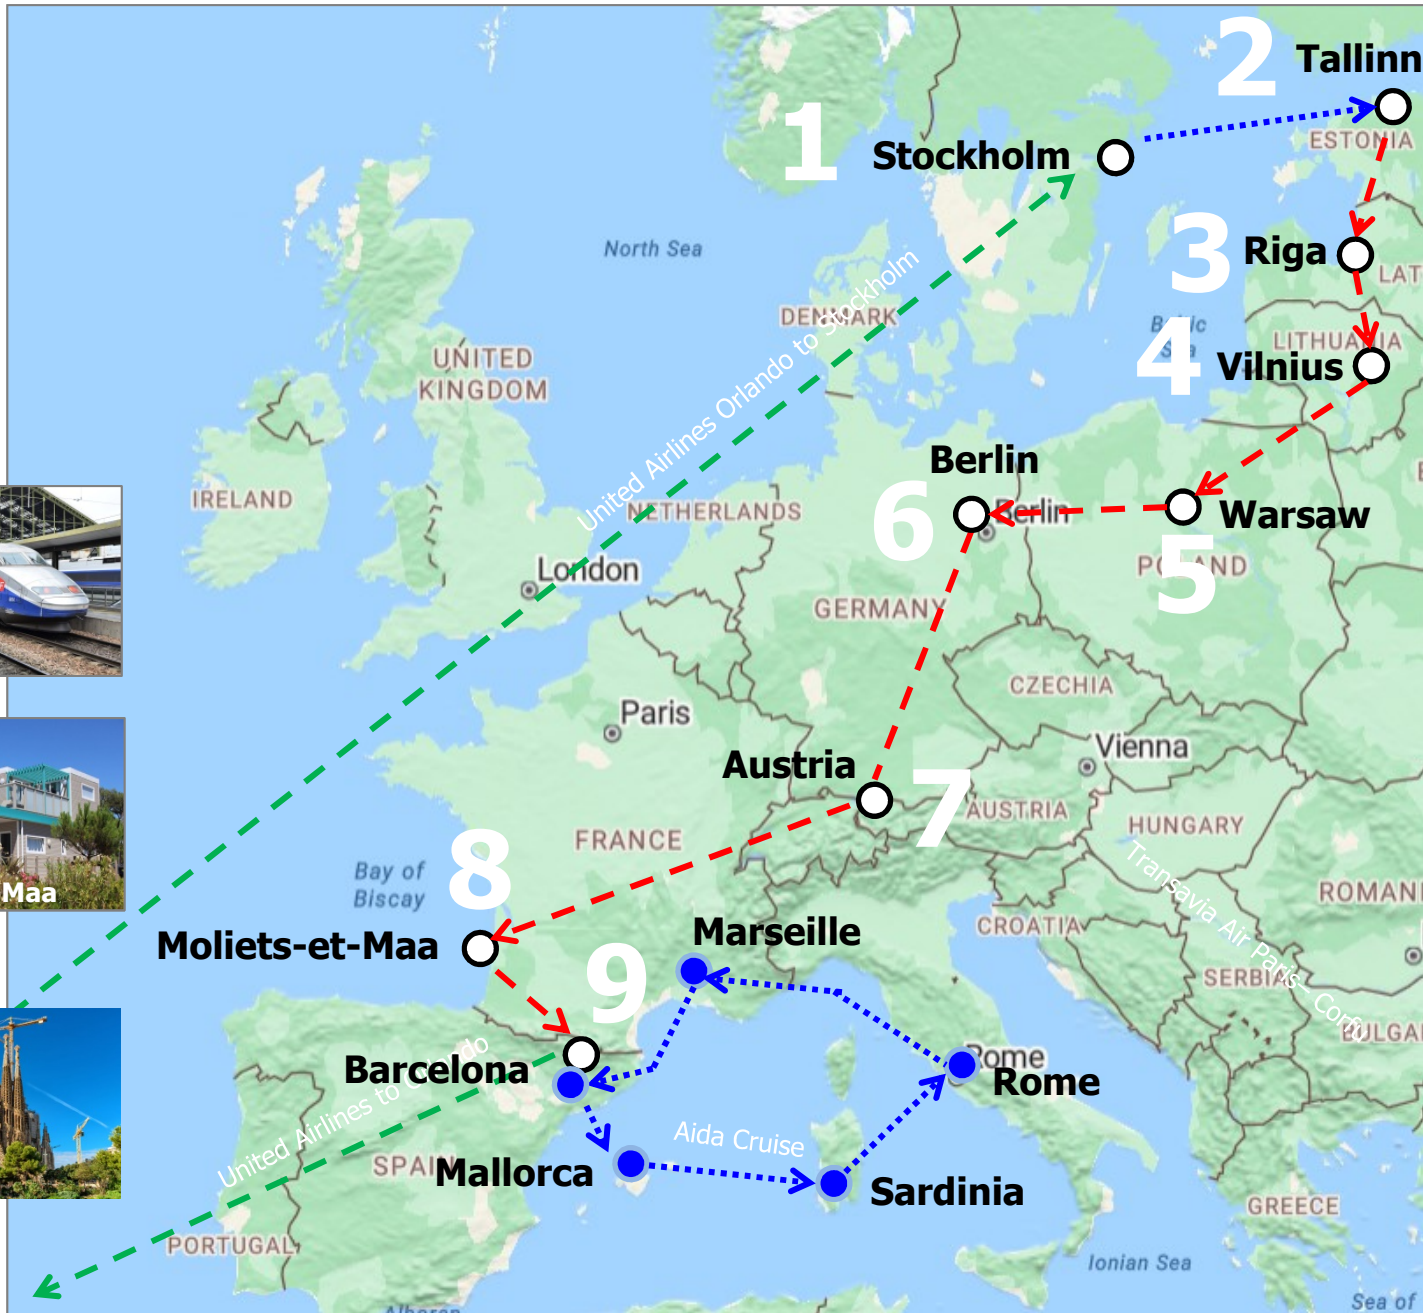 2
Tallinn
1
Stockholm
ESTONIA
North Sea
3
Riga
LAT
DENMARK
United Airlines Orlando to Stockholm
4
LITHUANIA
Vilnius
UNITED
KINGDOM
Berlin
IRELAND
NETHERLANDS
6
Berlin
Warsaw
London
POLAND
5
GERMANY
CZECHIA
Paris
Vienna
Austria
7
AUSTRIA
HUNGARY
FRANCE
Transavia Air Paris - Corfu
8
Bay of
Biscay
Maa
ROMANI
CROATIA
Marseille
Moliets-et-Maa
9
SERBIA
BULGAR
Rome
Rome
Barcelona
United Airlines to Orlando
Aida Cruise
SPAIN
Mallorca
Sardinia
GREECE
PORTUGAL
Ionian Sea
Sea of